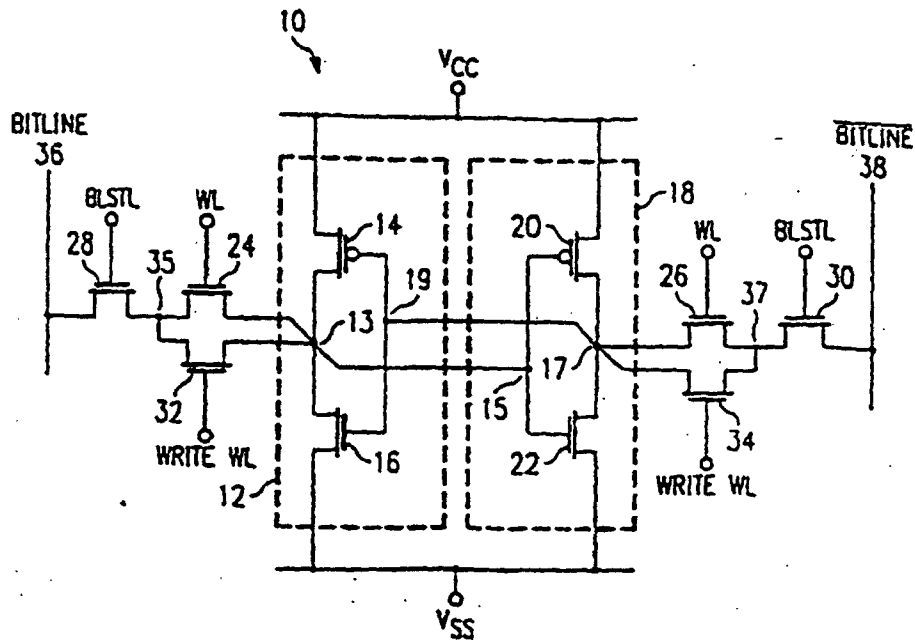 10
VCC
BITLINE
36
BITLINE
38
BLSTL
WL
28
35
24
14
20
18
WL
BLSTL
26
37
30
19
13
17
15
32
WRITE WL
16
22
34
WRITE WL
12
VSS